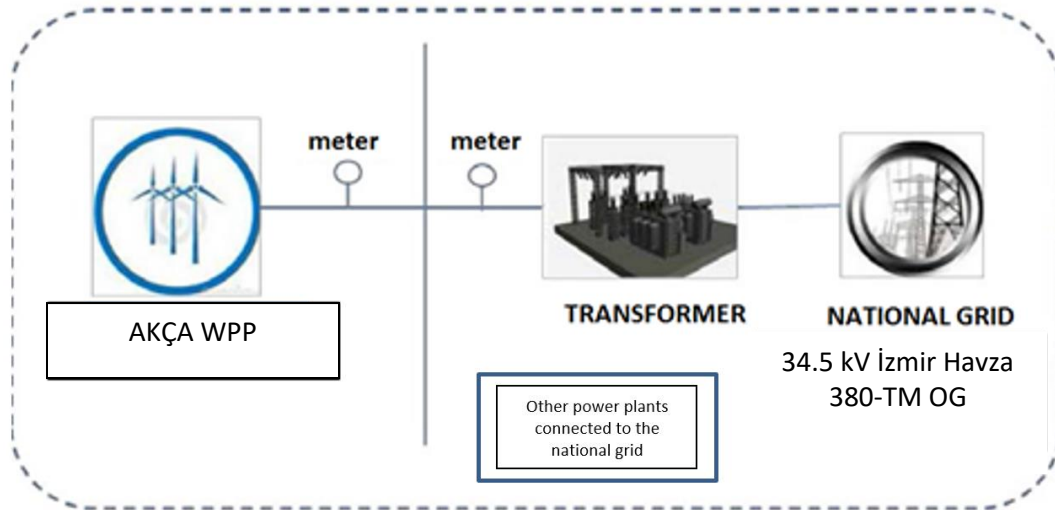 meter
meter
AKÇA WPP
TRANSFORMER
NATIONAL GRID
34.5 kV İzmir Havza
380-TM OG
Other power plants
connected to the
national grid